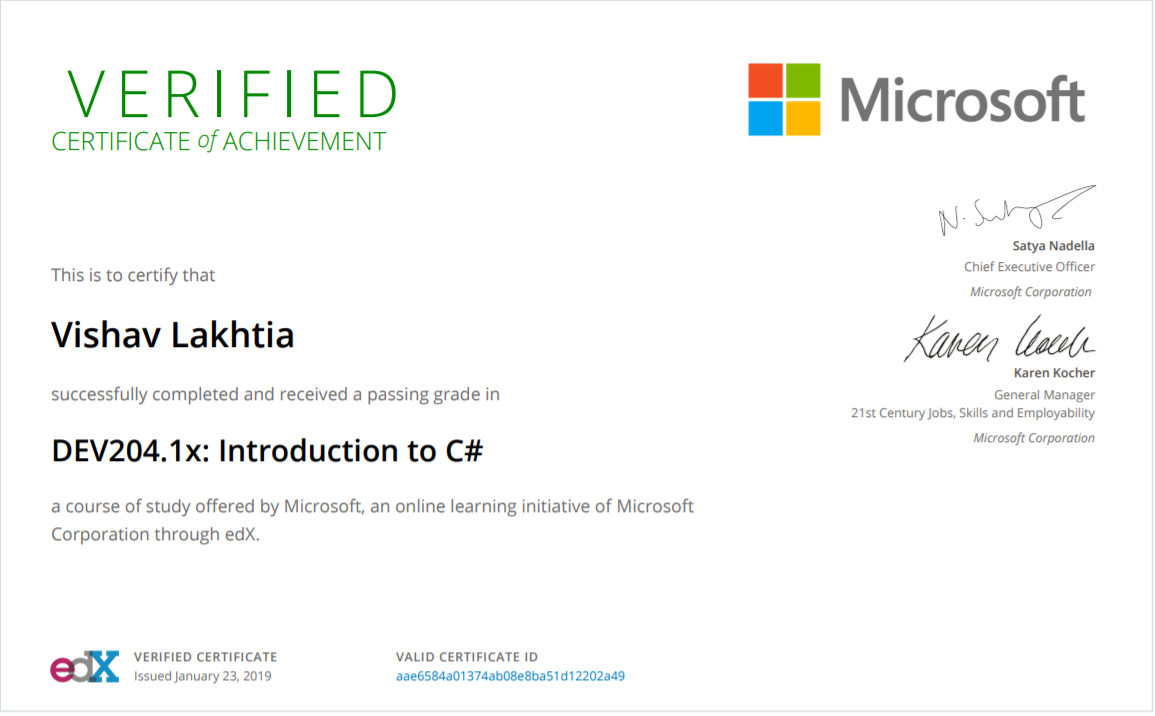 VERIFIED
CERTIFICATE of ACHIEVEMENT
Microsoft
N. Satya
Satya Nadella
Chief Executive Officer
Microsoft Corporation
Karen Kocher
Karen Kocher
General Manager
21st Century Jobs, Skills and Employability
Microsoft Corporation
This is to certify that
Vishav Lakhtia
successfully completed and received a passing grade in
DEV204.1x: Introduction to C#
a course of study offered by Microsoft, an online learning initiative of Microsoft
Corporation through edX.
edX
VERIFIED CERTIFICATE
Issued January 23, 2019
VALID CERTIFICATE ID
aae6584a01374ab08e8ba51d12202a49